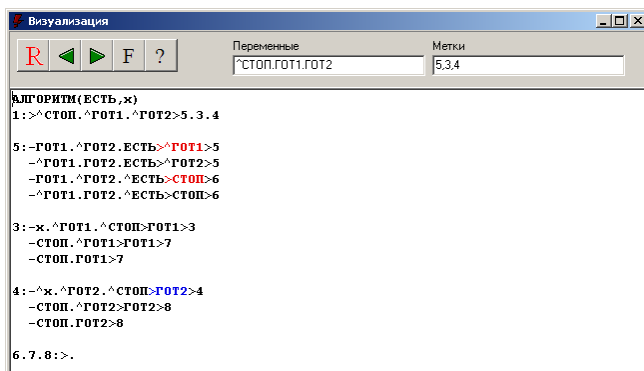 Визуализация
R F ?
Переменные Метки
^СТОП.ГОТ1.ГОТ2 5,3,4
АЛГОРИТМ(ЕСТЬ,x)
1:>^СТОП.^ГОТ1.^ГОТ2>5.3.4
5:-ГОТ1.^ГОТ2.ЕСТЬ>^ГОТ1>5
-^ГОТ1.ГОТ2.ЕСТЬ>^ГОТ2>5
-ГОТ1.^ГОТ2.^ЕСТЬ>СТОП>6
-^ГОТ1.ГОТ2.^ЕСТЬ>СТОП>6
3:-x.^ГОТ1.^СТОП>ГОТ1>3
-СТОП.^ГОТ1>ГОТ1>7
-СТОП.ГОТ1>7
4:-^x.^ГОТ2.^СТОП>ГОТ2>4
-СТОП.^ГОТ2>ГОТ2>8
-СТОП.ГОТ2>8
6.7.8:>.